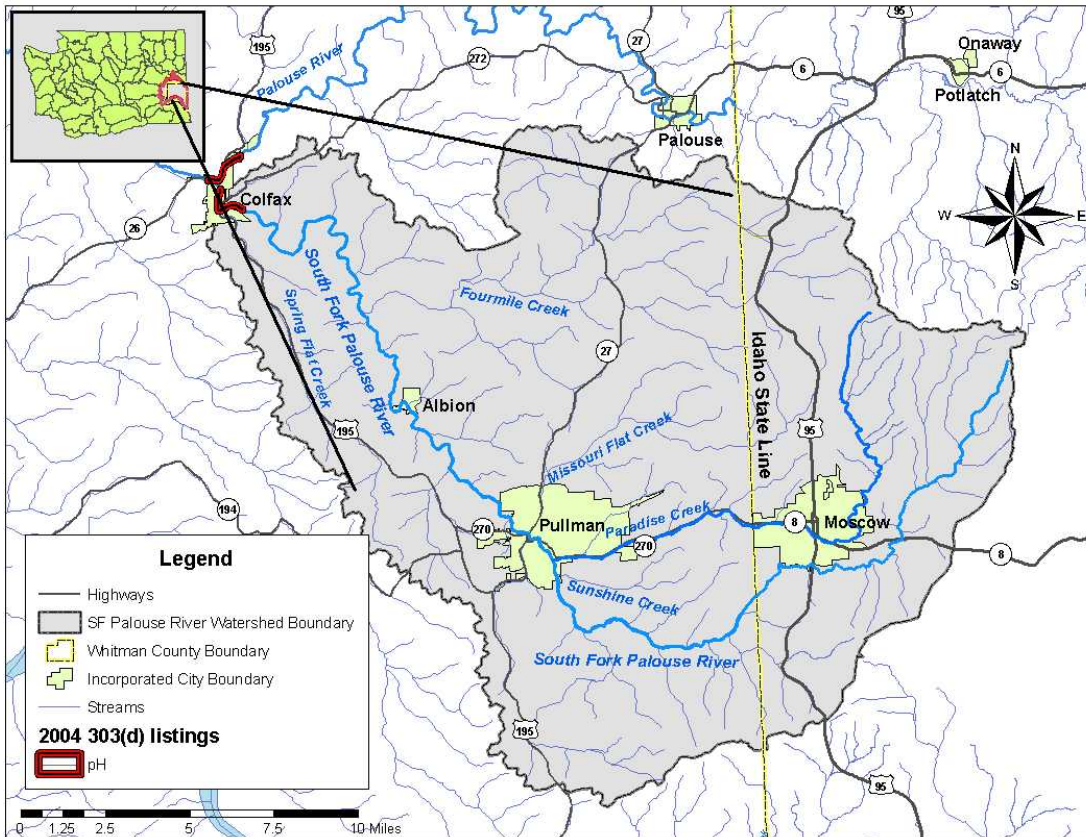 195
Palouse River
272
27
6
95
Onaway
6
Potlatch
Palouse
N
W
E
S
Colfax
26
South Fork Palouse River
Spring Flat Creek
Fourmile Creek
27
Idaho State Line
Albion
195
95
Missouri Flat Creek
194
270
Pullman
Paradise Creek
270
8
Moscow
8
Sunshine Creek
South Fork Palouse River
195
95
Legend
Highways
SF Palouse River Watershed Boundary
Whitman County Boundary
Incorporated City Boundary
Streams
2004 303(d) listings
pH
0 1.25 2.5 5 7.5 10 Miles